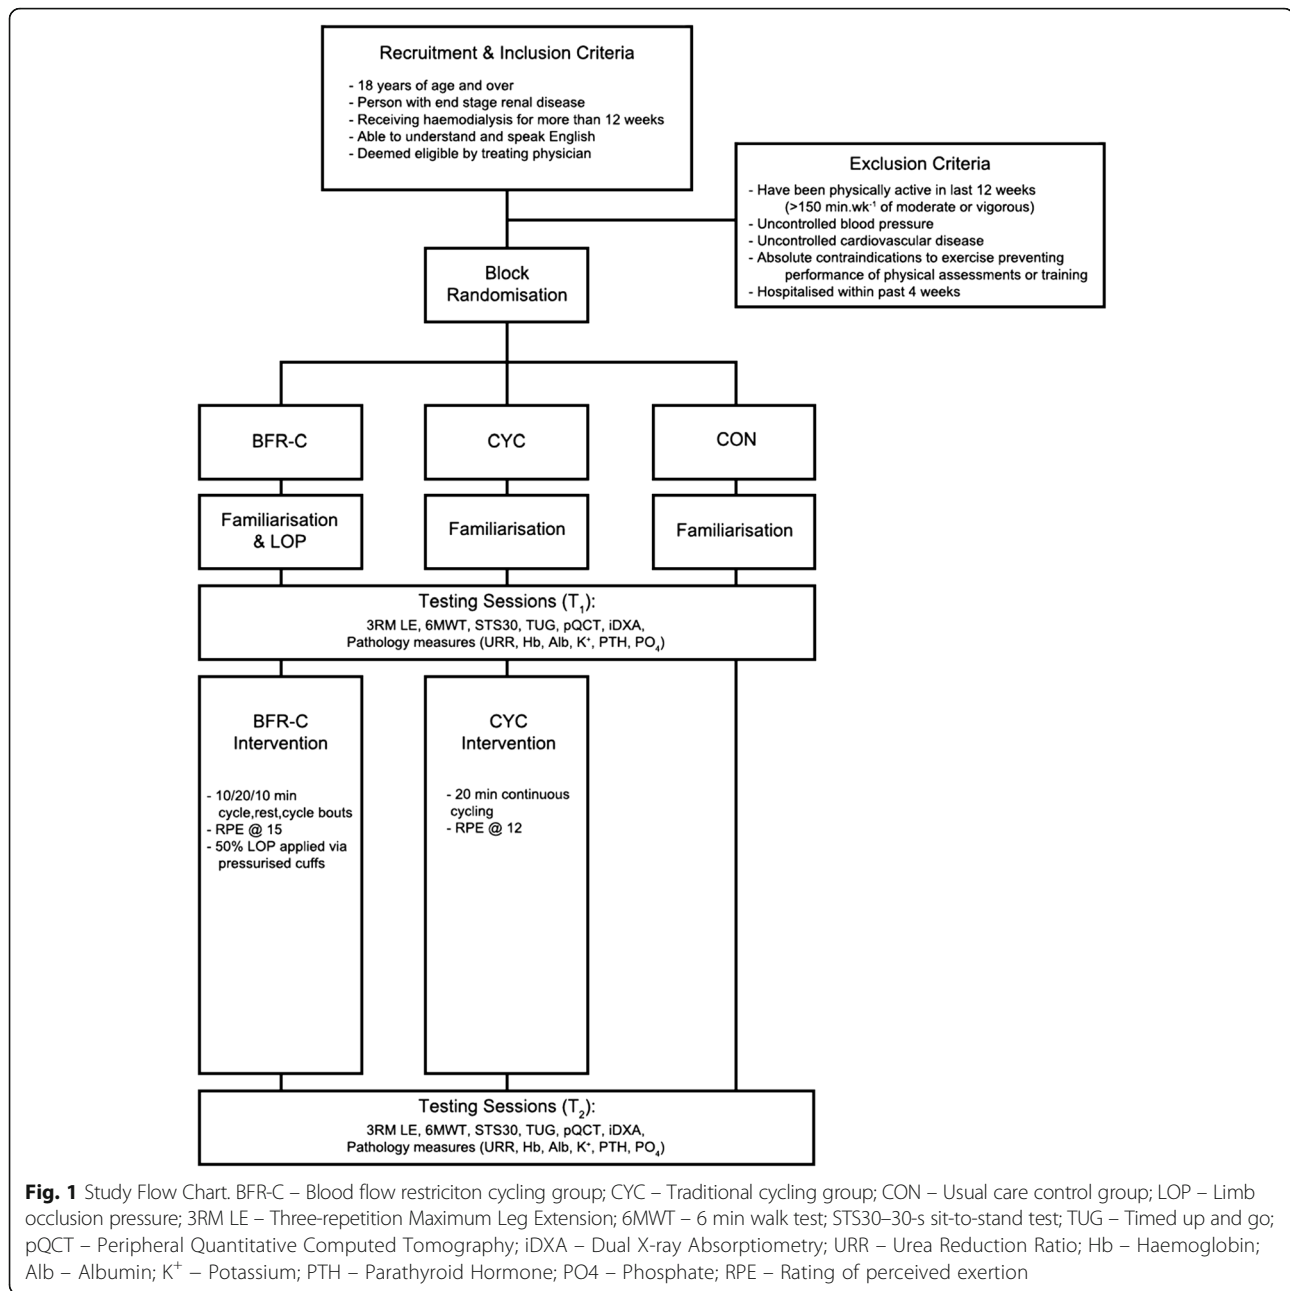 Recruitment & Inclusion Criteria
- 18 years of age and over
- Person with end stage renal disease
- Receiving haemodialysis for more than 12 weeks
- Able to understand and speak English
- Deemed eligible by treating physician
Exclusion Criteria
- Have been physically active in last 12 weeks
(>150 min.wk⁻¹ of moderate or vigorous)
- Uncontrolled blood pressure
- Uncontrolled cardiovascular disease
- Absolute contraindications to exercise preventing
performance of physical assessments or training
- Hospitalised within past 4 weeks
Block
Randomisation
BFR-C
CYC
CON
Familiarisation
& LOP
Familiarisation
Familiarisation
Testing Sessions (T₁):
3RM LE, 6MWT, STS30, TUG, pQCT, iDXA,
Pathology measures (URR, Hb, Alb, K⁺, PTH, PO₄)
BFR-C
Intervention
- 10/20/10 min
cycle,rest,cycle bouts
- RPE @ 15
- 50% LOP applied via
pressurised cuffs
CYC
Intervention
- 20 min continuous
cycling
- RPE @ 12
Testing Sessions (T₂):
3RM LE, 6MWT, STS30, TUG, pQCT, iDXA,
Pathology measures (URR, Hb, Alb, K⁺, PTH, PO₄)
Fig. 1 Study Flow Chart. BFR-C – Blood flow restriciton cycling group; CYC – Traditional cycling group; CON – Usual care control group; LOP – Limb
occlusion pressure; 3RM LE – Three-repetition Maximum Leg Extension; 6MWT – 6 min walk test; STS30–30-s sit-to-stand test; TUG – Timed up and go;
pQCT – Peripheral Quantitative Computed Tomography; iDXA – Dual X-ray Absorptiometry; URR – Urea Reduction Ratio; Hb – Haemoglobin;
Alb – Albumin; K⁺ – Potassium; PTH – Parathyroid Hormone; PO4 – Phosphate; RPE – Rating of perceived exertion